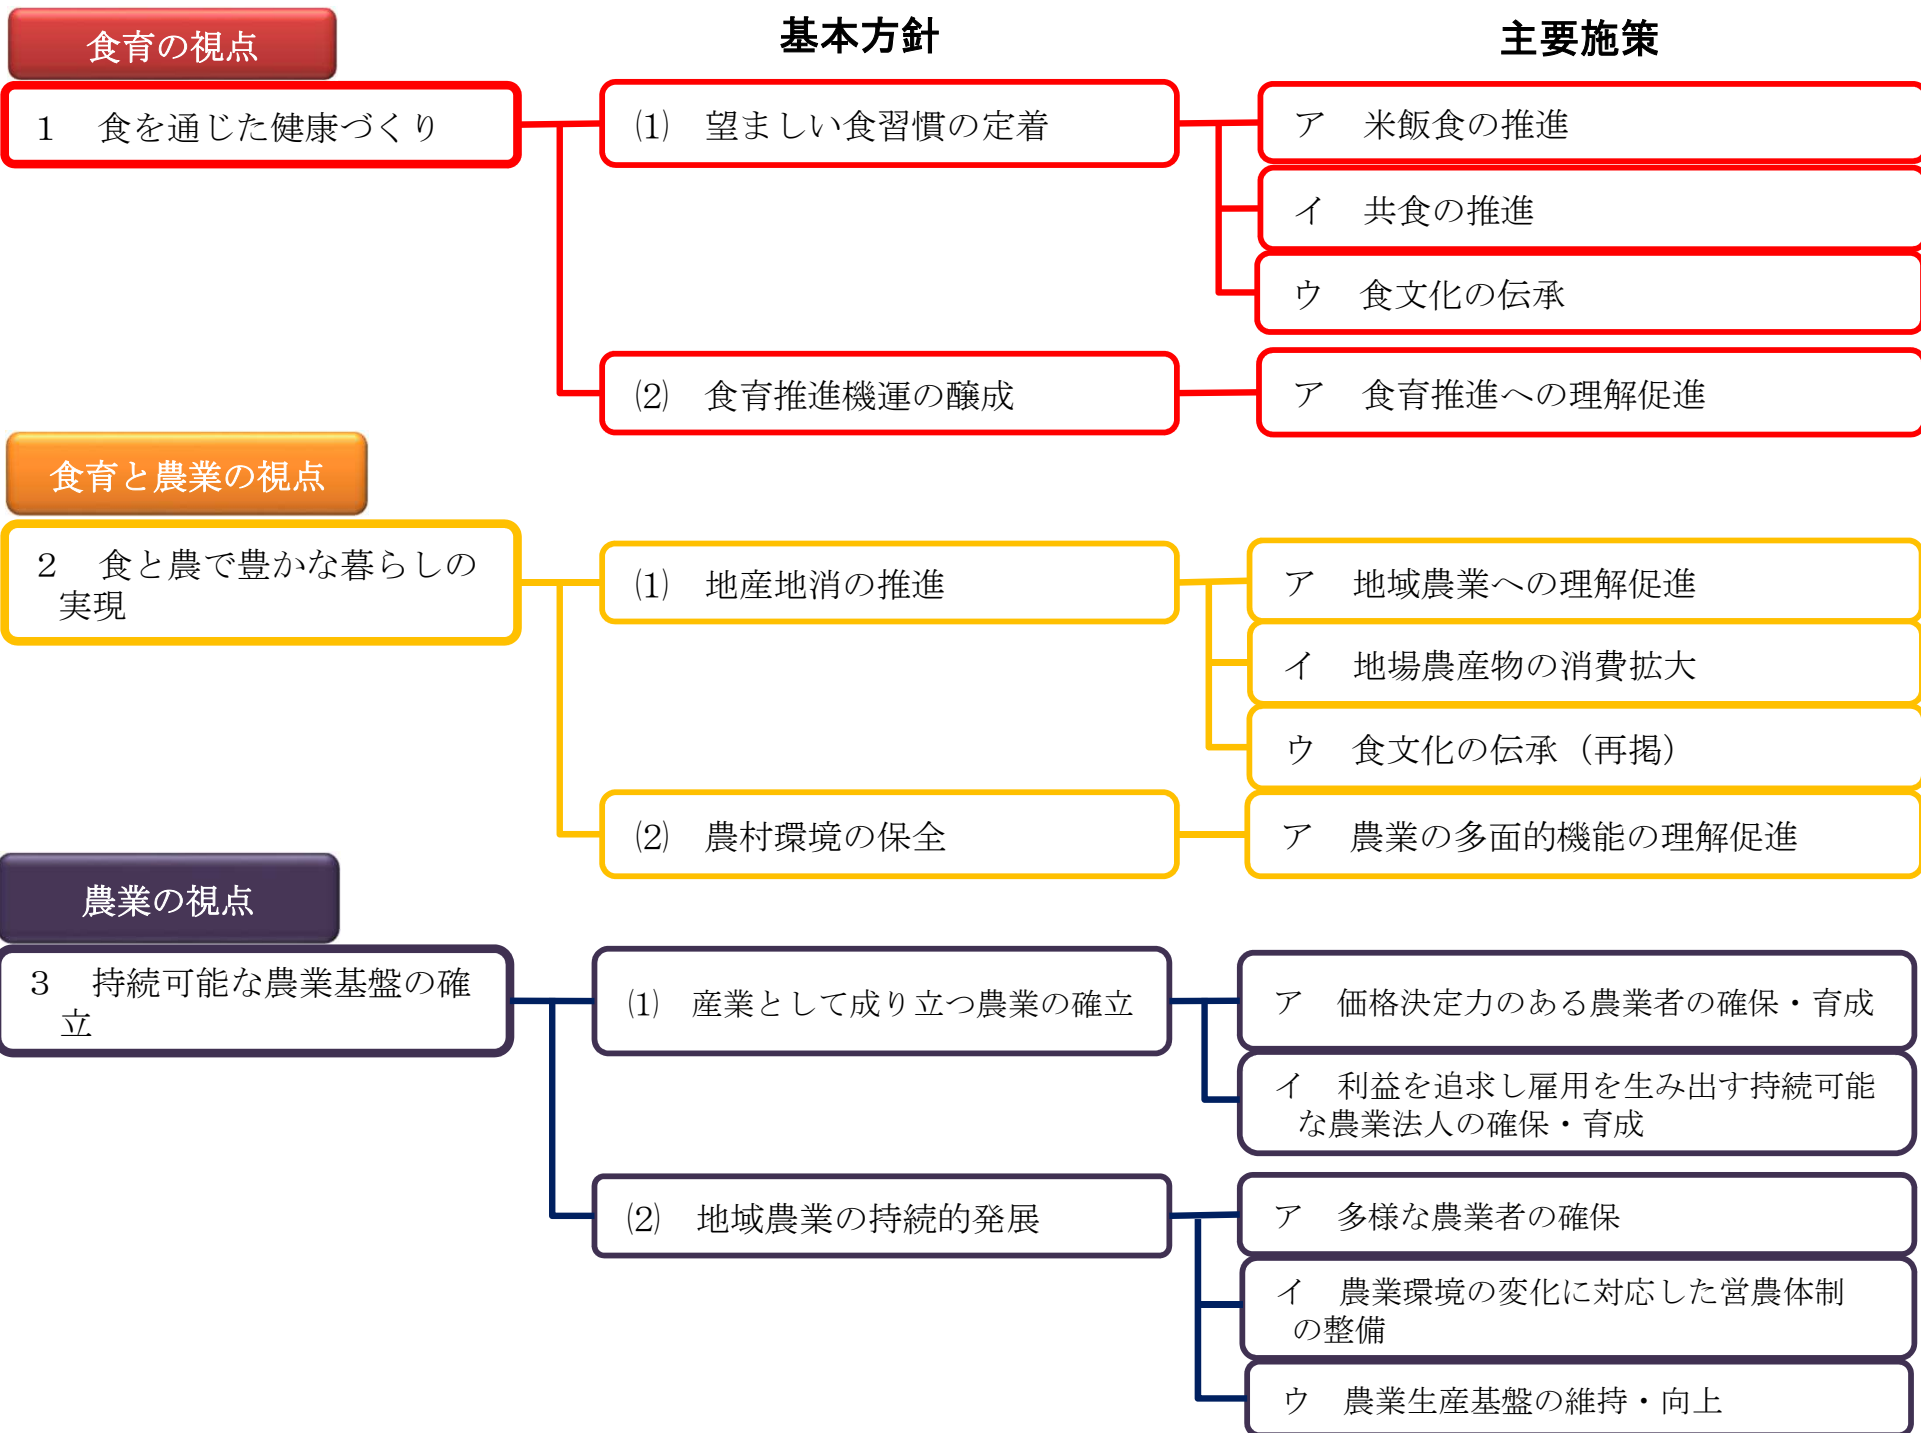 食育の視点
基本方針
主要施策
1 食を通じた健康づくり
⑴ 望ましい食習慣の定着
ア 米飯食の推進
イ 共食の推進
ウ 食文化の伝承
⑵ 食育推進機運の醸成
ア 食育推進への理解促進
食育と農業の視点
2 食と農で豊かな暮らしの
実現
⑴ 地産地消の推進
ア 地域農業への理解促進
イ 地場農産物の消費拡大
ウ 食文化の伝承（再掲）
⑵ 農村環境の保全
ア 農業の多面的機能の理解促進
農業の視点
3 持続可能な農業基盤の確
立
⑴ 産業として成り立つ農業の確立
ア 価格決定力のある農業者の確保・育成
イ 利益を追求し雇用を生み出す持続可能
な農業法人の確保・育成
⑵ 地域農業の持続的発展
ア 多様な農業者の確保
イ 農業環境の変化に対応した営農体制
の整備
ウ 農業生産基盤の維持・向上